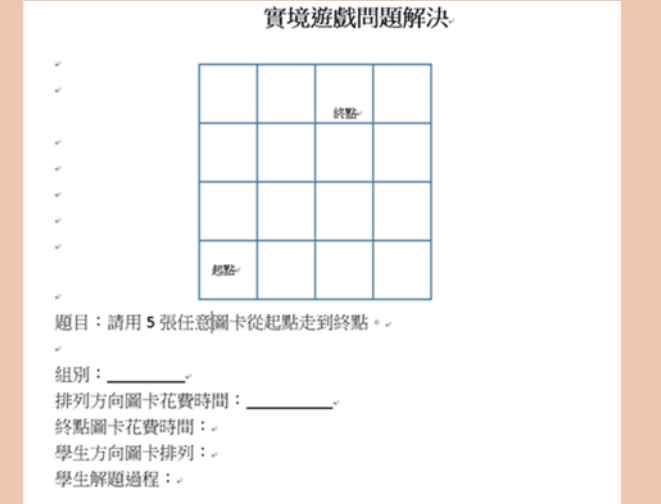 實境遊戲問題解決
終點
起點
題目：請用 5 張任意圖卡從起點走到終點。
組別：
排列方向圖卡花費時間：
終點圖卡花費時間：
學生方向圖卡排列：
學生解題過程：